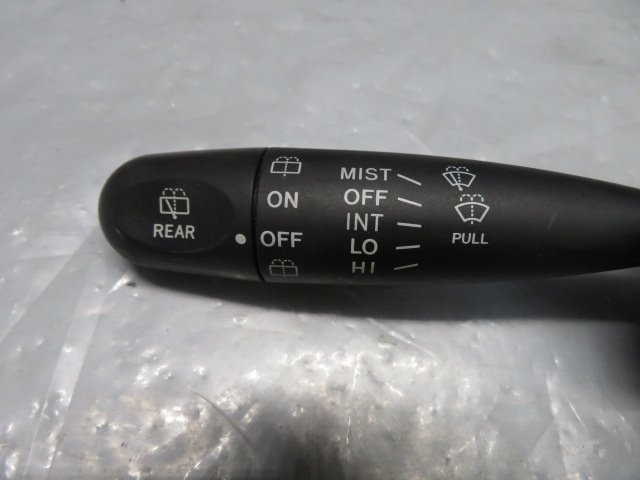 REAR
ON
OFF
MIST
OFF
INT
LO
HI
PULL